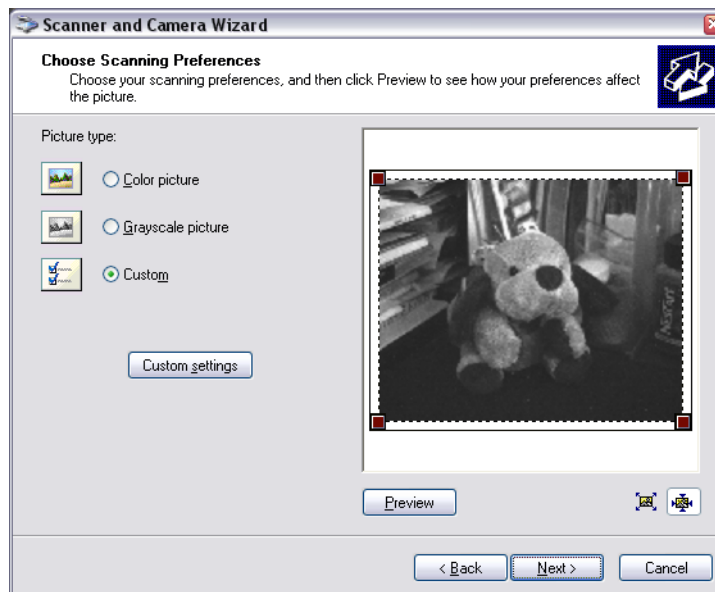 Scanner and Camera Wizard
Choose Scanning Preferences
Choose your scanning preferences, and then click Preview to see how your preferences affect
the picture.
Picture type:
Color picture
Grayscale picture
Custom
Custom settings
Preview
< Back
Next >
Cancel